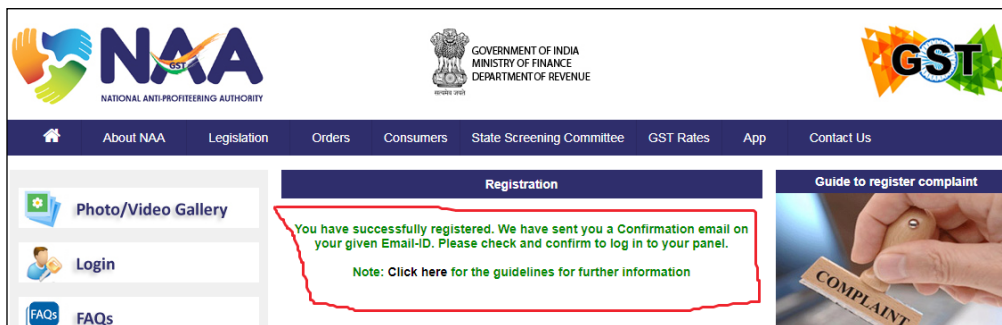 NAA
GST
NATIONAL ANTI-PROFITEERING AUTHORITY
सत्यमेव जयते
GOVERNMENT OF INDIA
MINISTRY OF FINANCE
DEPARTMENT OF REVENUE
GST
About NAA Legislation Orders Consumers State Screening Committee GST Rates App Contact Us
Photo/Video Gallery
Login
FAQs
FAQs
Registration
You have successfully registered. We have sent you a Confirmation email on
your given Email-ID. Please check and confirm to log in to your panel.
Note: Click here for the guidelines for further information
Guide to register complaint
COMPLAINT